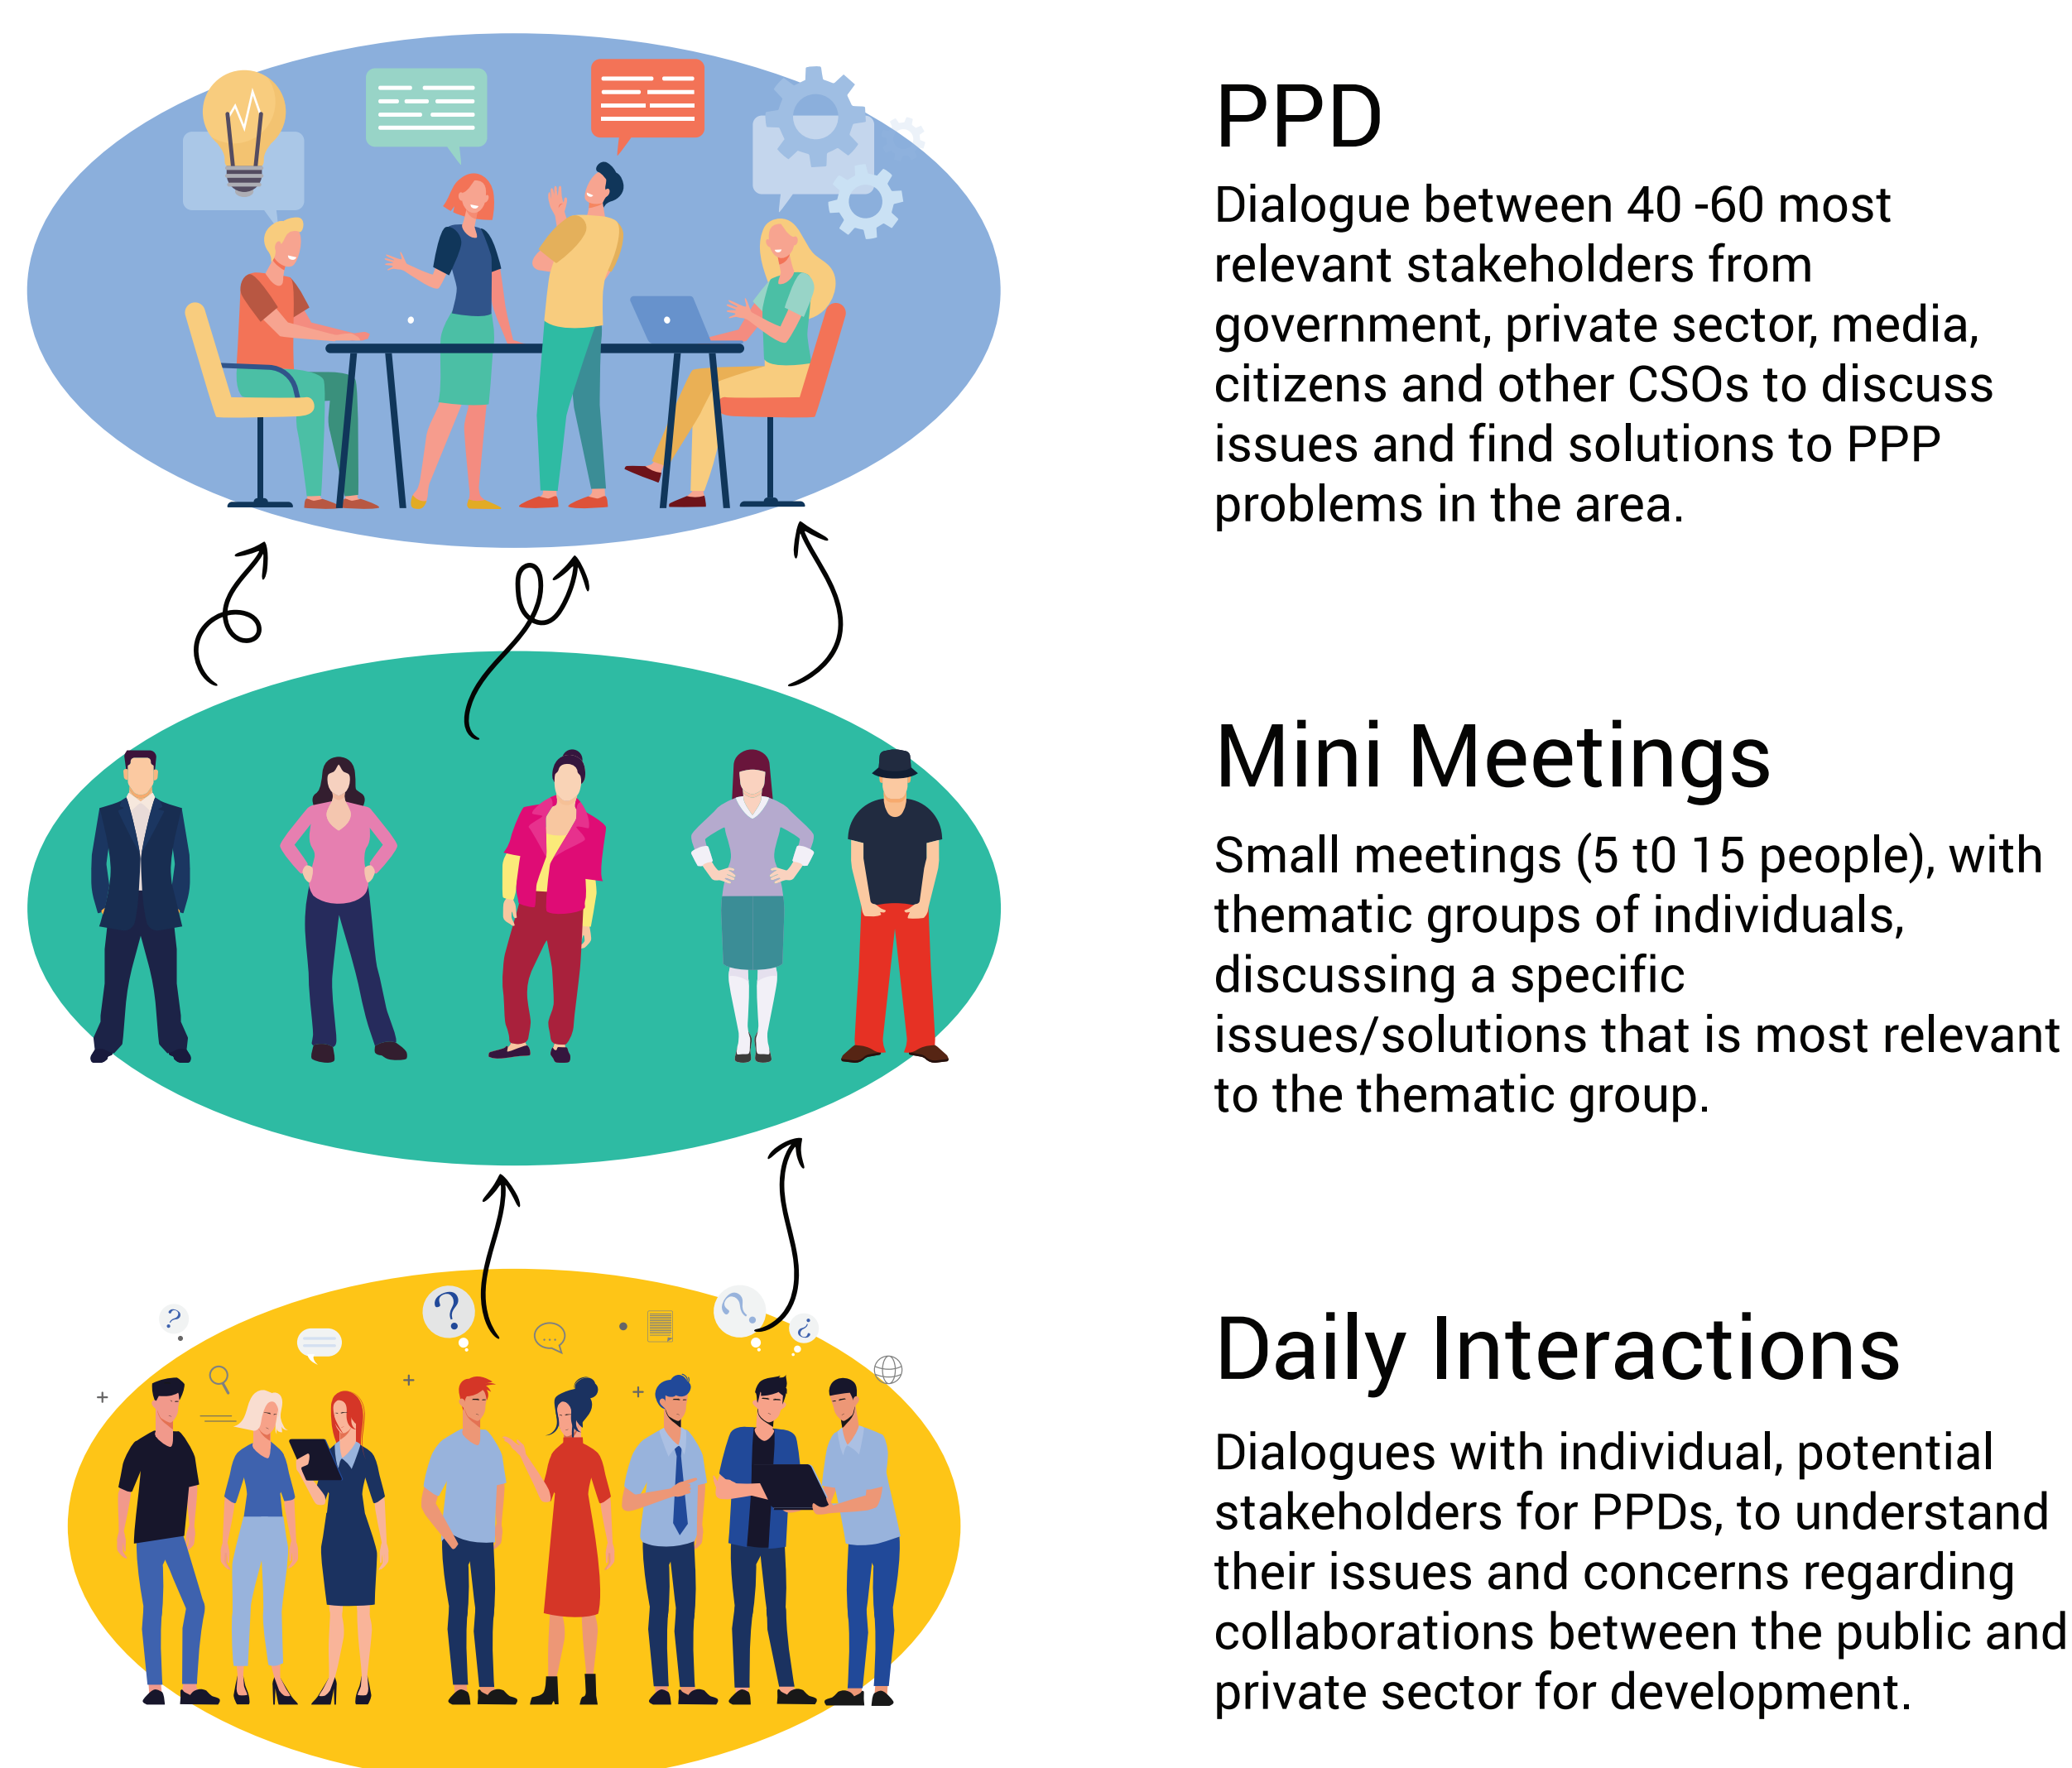 PPD
Dialogue between 40 -60 most
relevant stakeholders from
government, private sector, media,
citizens and other CSOs to discuss
issues and find solutions to PPP
problems in the area.
Mini Meetings
Small meetings (5 t0 15 people), with
thematic groups of individuals,
discussing a specific
issues/solutions that is most relevant
to the thematic group.
Daily Interactions
Dialogues with individual, potential
stakeholders for PPDs, to understand
their issues and concerns regarding
collaborations between the public and
private sector for development.